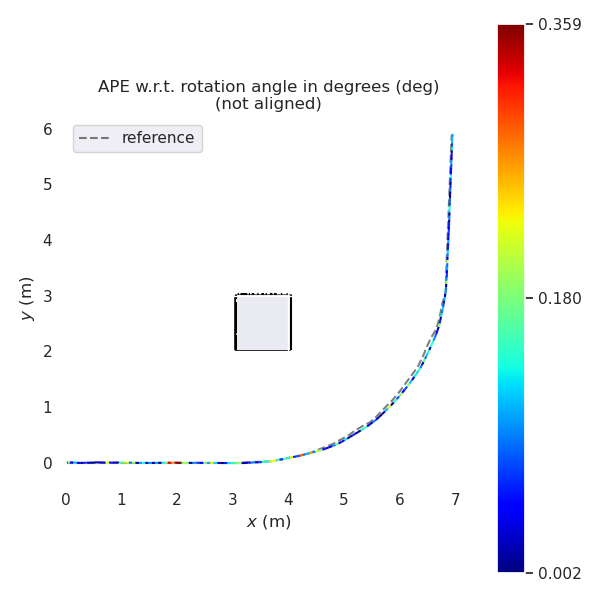 APE w.r.t. rotation angle in degrees (deg)
(not aligned)
reference
6
5
4
3
2
1
0
y (m)
0 1 2 3 4 5 6 7
x (m)
0.359
0.180
0.002